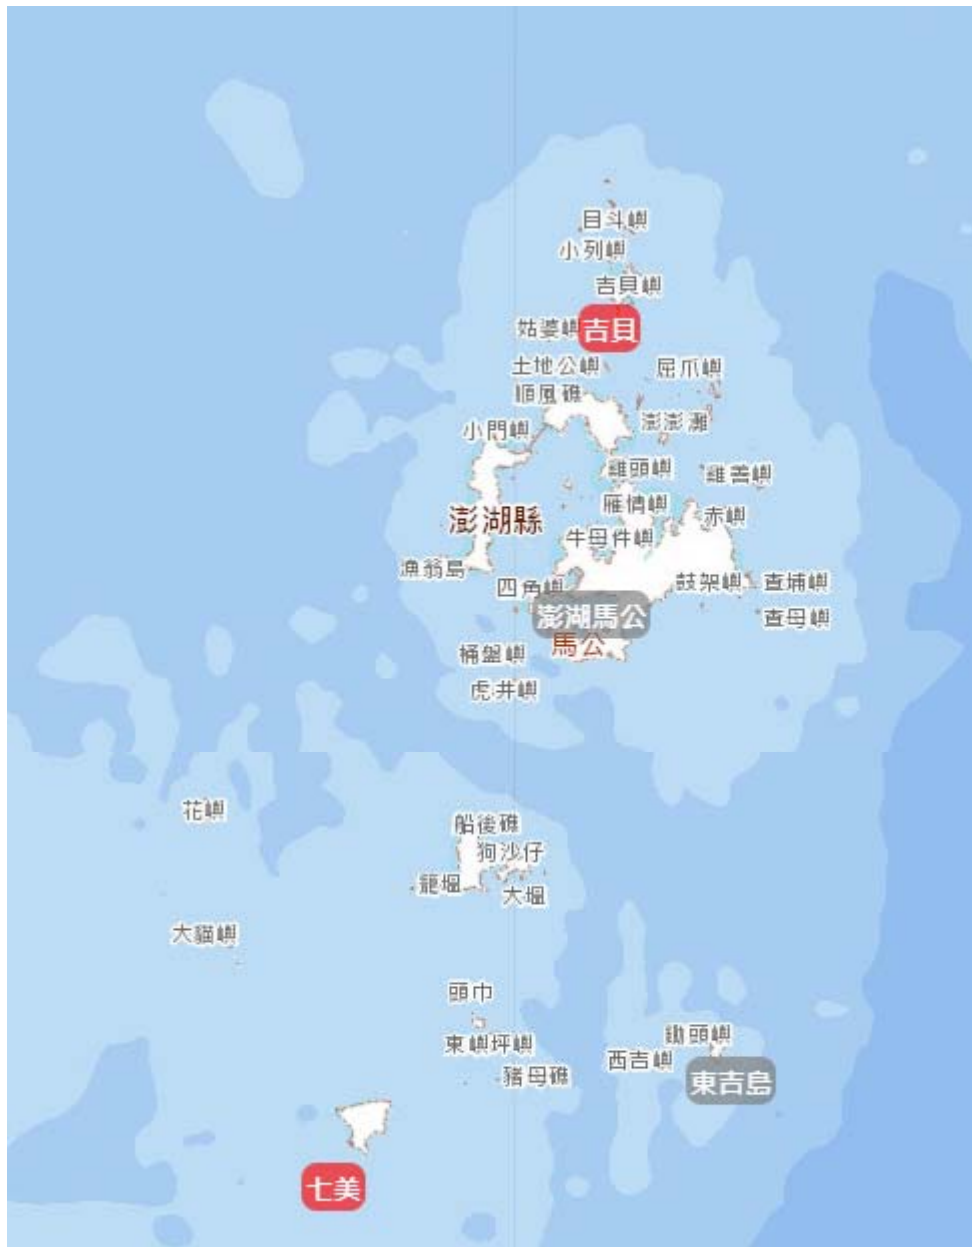 目斗嶼
小列嶼
吉貝嶼
姑婆嶼
吉貝
土地公嶼
屈爪嶼
順風礁
澎澎灘
小門嶼
雞頭嶼
雞善嶼
雁情嶼
赤嶼
澎湖縣
牛母件嶼
漁翁島
四角嶼
鼓架嶼
查埔嶼
澎湖馬公
查母嶼
馬公
桶盤嶼
虎井嶼
花嶼
船後礁
狗沙仔
籠塭
大塭
大貓嶼
頭巾
東嶼坪嶼
鋤頭嶼
西吉嶼
豬母礁
東吉島
七美